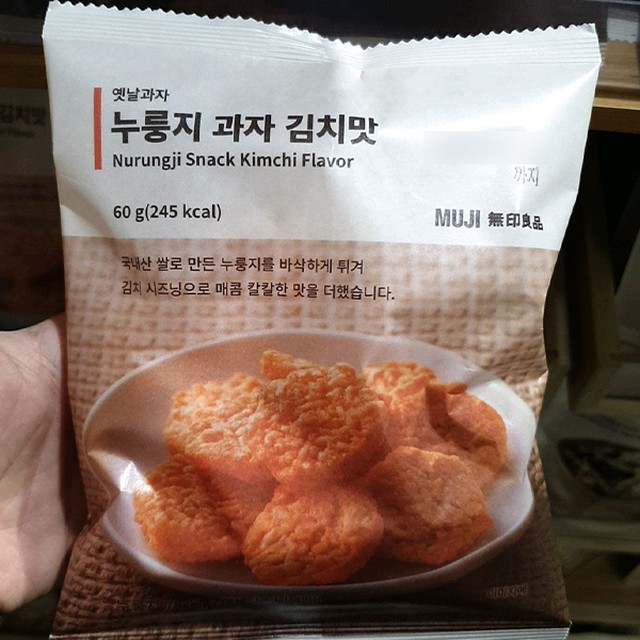 옛날과자
누룽지 과자 김치맛
Nurungji Snack Kimchi Flavor
까지
60 g(245 kcal)
MUJI 無印良品
국내산 쌀로 만든 누룽지를 바삭하게 튀겨
김치 시즈닝으로 매콤 칼칼한 맛을 더했습니다.